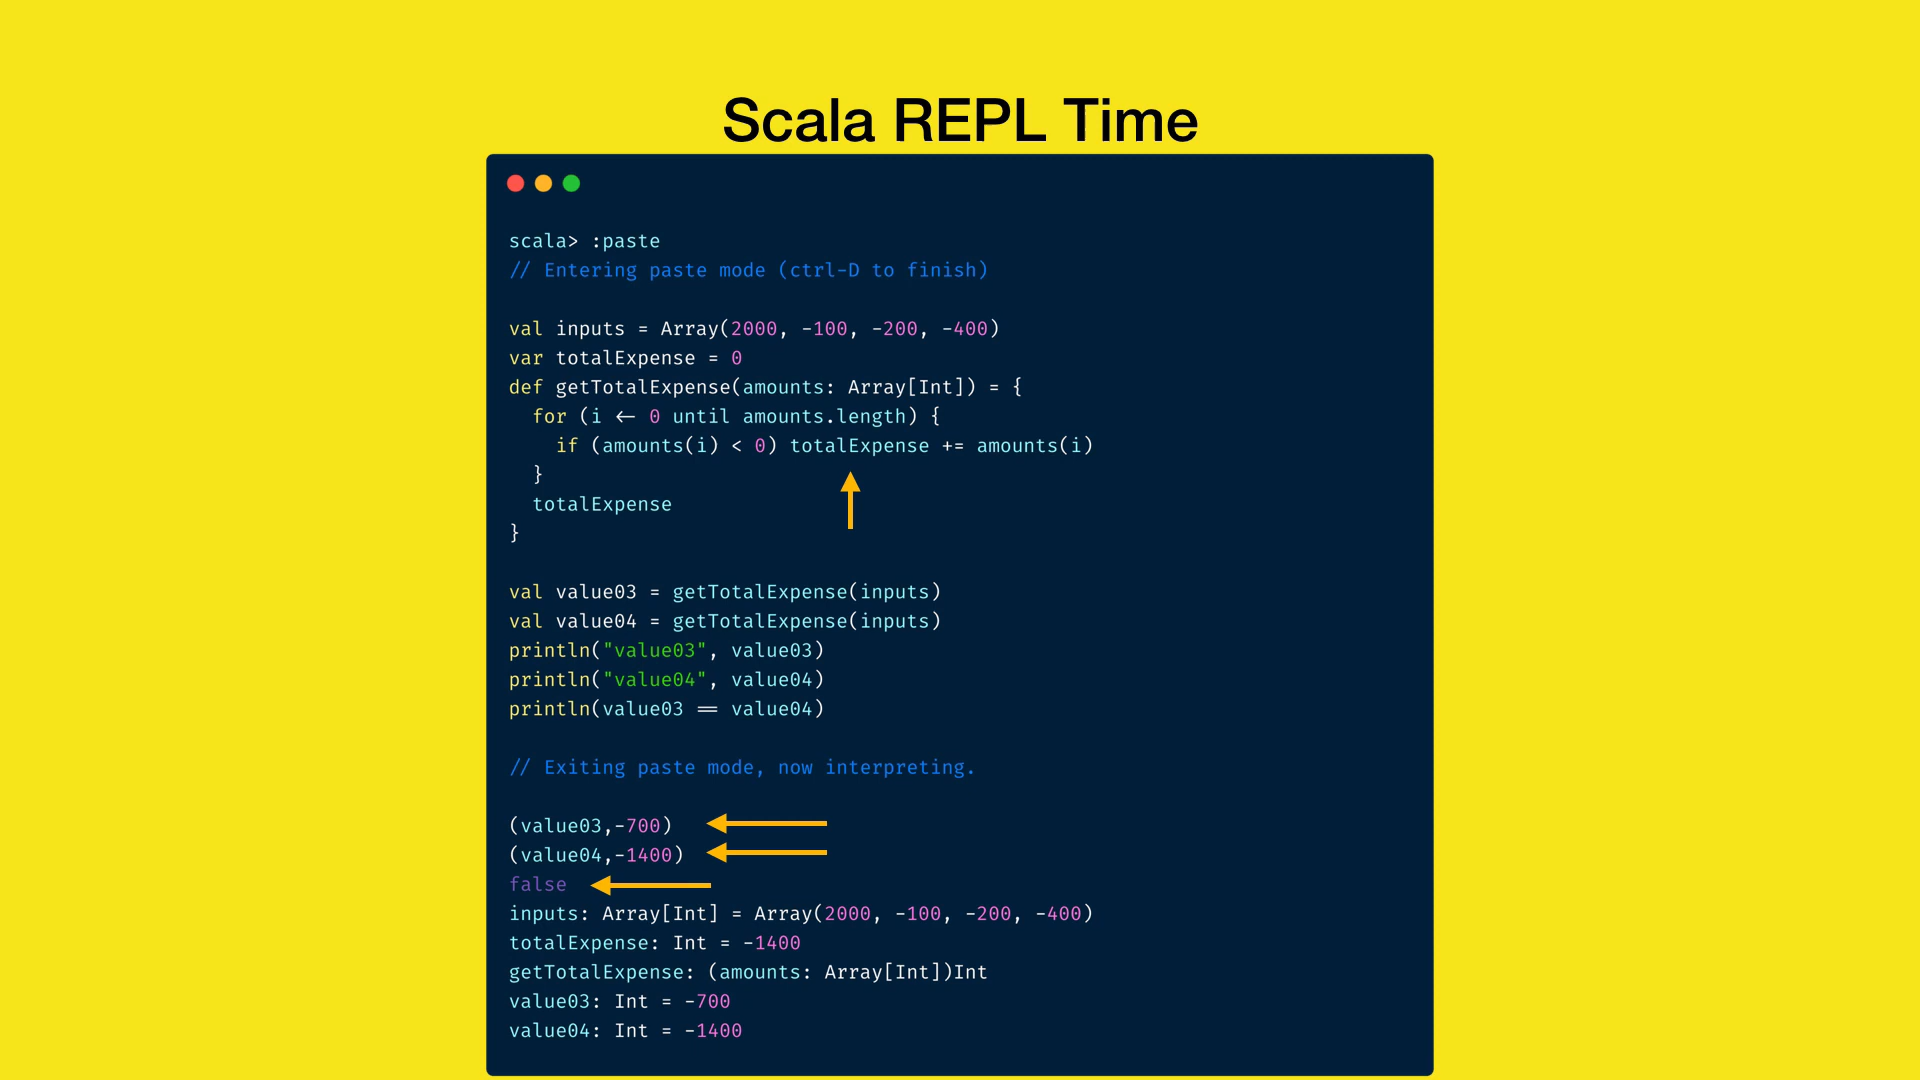 Scala REPL Time
scala> :paste
// Entering paste mode (ctrl-D to finish)
val inputs = Array(2000, -100, -200, -400)
var totalExpense = 0
def getTotalExpense(amounts: Array[Int]) = {
  for (i <- 0 until amounts.length) {
    if (amounts(i) < 0) totalExpense += amounts(i)
  }
  totalExpense
}
val value03 = getTotalExpense(inputs)
val value04 = getTotalExpense(inputs)
println("value03", value03)
println("value04", value04)
println(value03 == value04)
// Exiting paste mode, now interpreting.
(value03,-700)
(value04,-1400)
false
inputs: Array[Int] = Array(2000, -100, -200, -400)
totalExpense: Int = -1400
getTotalExpense: (amounts: Array[Int])Int
value03: Int = -700
value04: Int = -1400